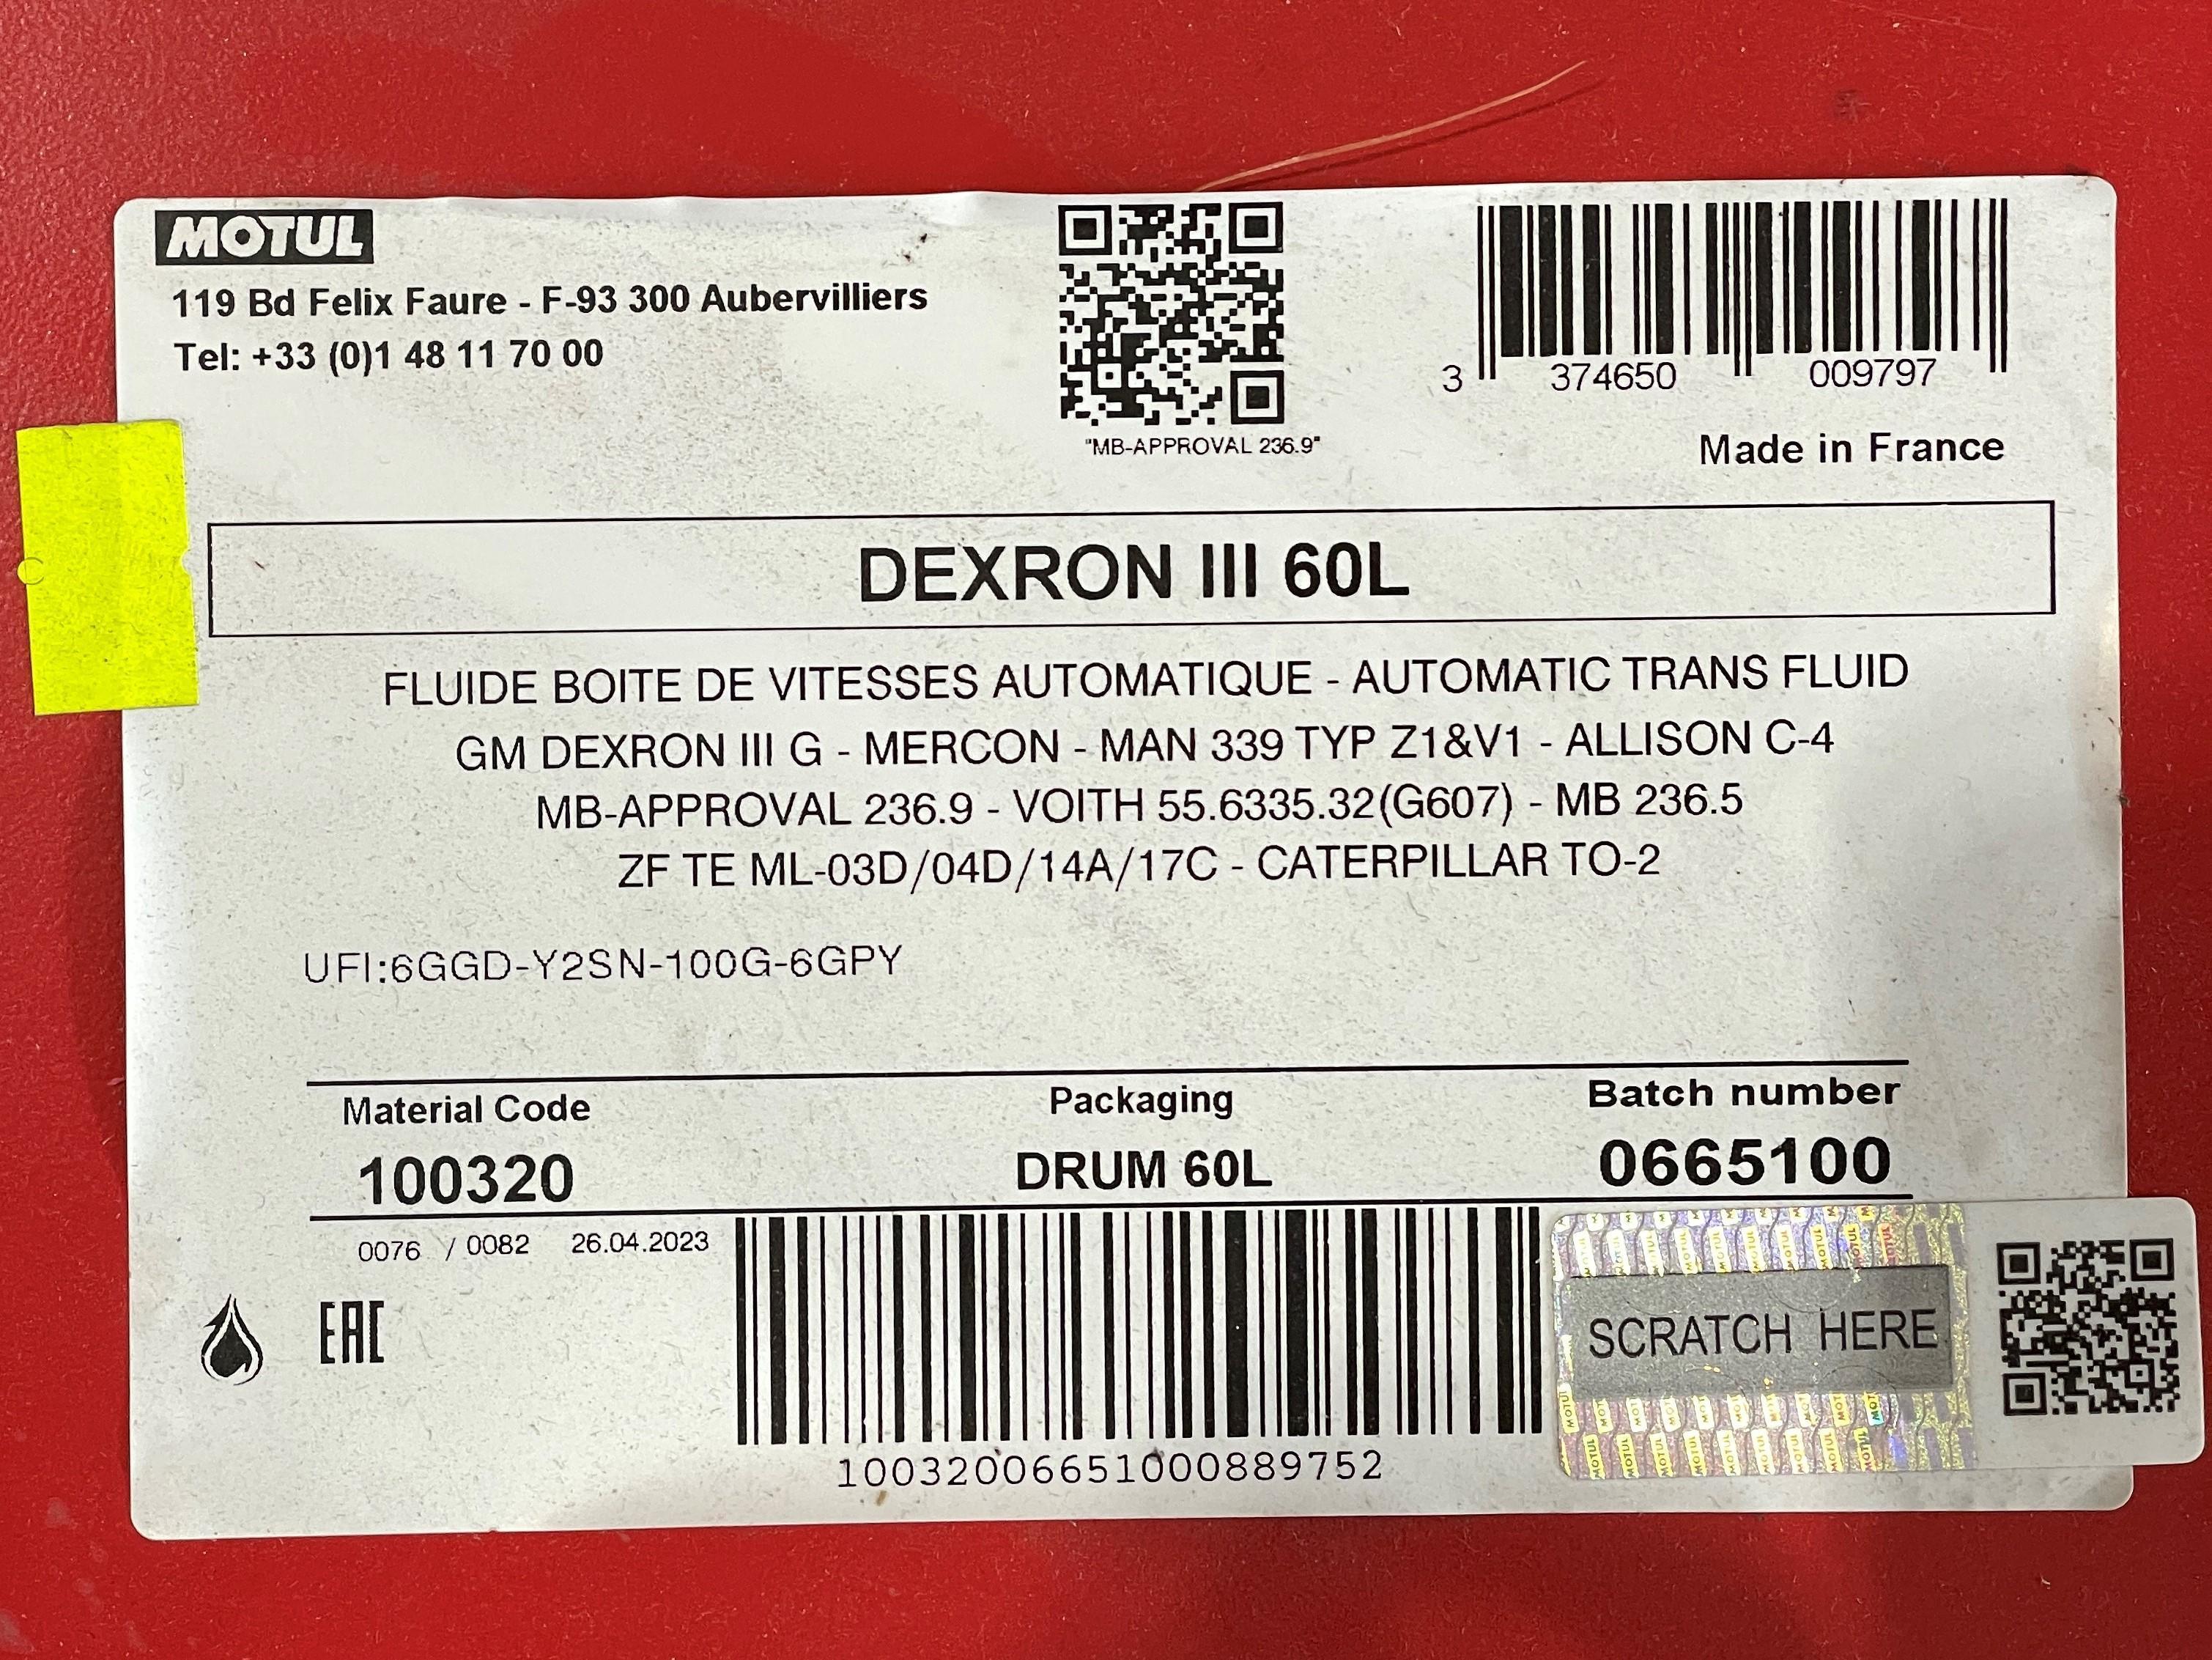 MOTUL
119 Bd Felix Faure - F-93 300 Aubervilliers
Tel: +33 (0)1 48 11 70 00
"MB-APPROVAL 236.9"
3 374650 009797
Made in France
DEXRON III 60L
FLUIDE BOITE DE VITESSES AUTOMATIQUE - AUTOMATIC TRANS FLUID
GM DEXRON III G - MERCON - MAN 339 TYP Z1&V1 - ALLISON C-4
MB-APPROVAL 236.9 - VOITH 55.6335.32(G607) - MB 236.5
ZF TE ML-03D/04D/14A/17C - CATERPILLAR TO-2
UFI:6GGD-Y2SN-100G-6GPY
Material Code Packaging Batch number
100320 DRUM 60L 0665100
0076 / 0082 26.04.2023
EAC
SCRATCH HERE
10032006651000889752